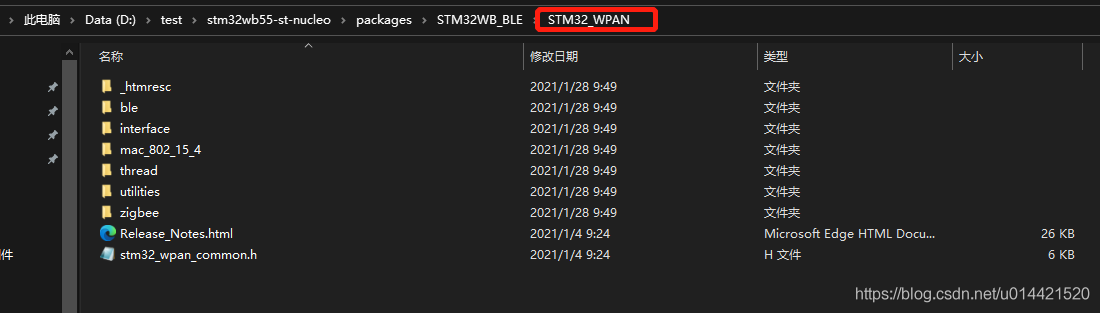 此电脑 > Data (D:) > test > stm32wb55-st-nucleo > packages > STM32WB_BLE > STM32_WPAN
名称 修改日期 类型 大小
_htmresc 2021/1/28 9:49 文件夹
ble 2021/1/28 9:49 文件夹
interface 2021/1/28 9:49 文件夹
mac_802_15_4 2021/1/28 9:49 文件夹
thread 2021/1/28 9:49 文件夹
utilities 2021/1/28 9:49 文件夹
zigbee 2021/1/28 9:49 文件夹
Release_Notes.html 2021/1/4 9:24 Microsoft Edge HTML Docu... 26 KB
件 stm32_wpan_common.h 2021/1/4 9:24 H 文件 6 KB
https://blog.csdn.net/u014421520